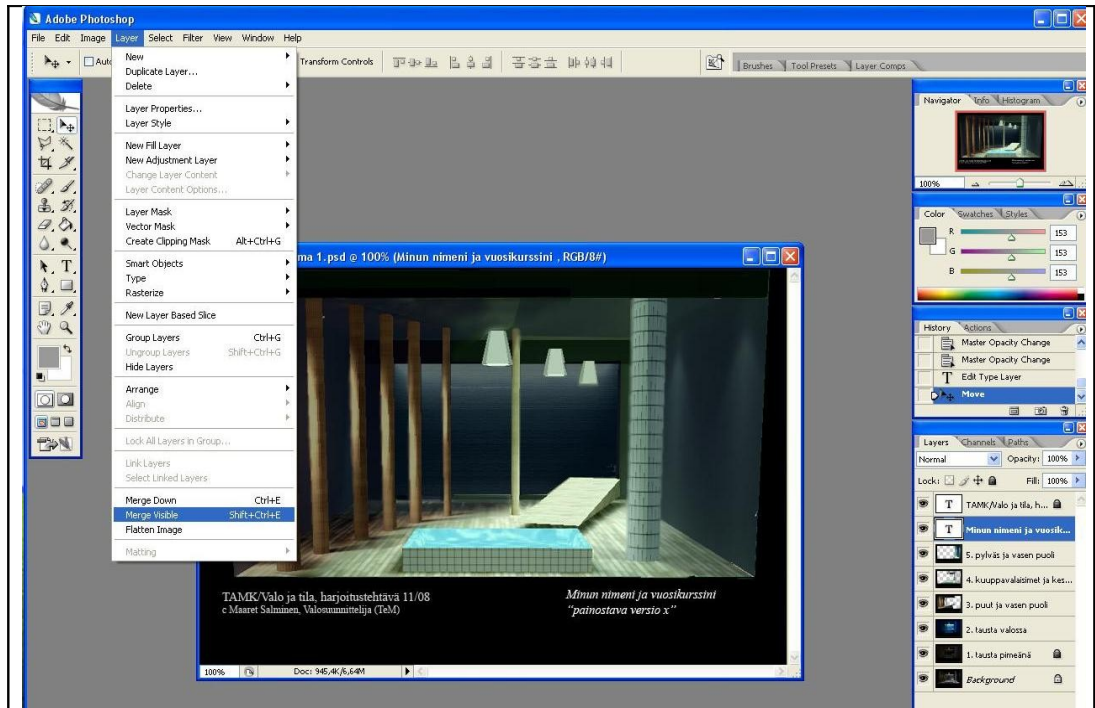 Adobe Photoshop
File Edit Image Layer Select Filter View Window Help
Transform Controls
Brushes Tool Presets Layer Comps
New
Duplicate Layer...
Delete
Layer Properties...
Layer Style
New Fill Layer
New Adjustment Layer
Change Layer Content
Layer Content Options...
Layer Mask
Vector Mask
Create Clipping Mask Alt+Ctrl+G
Smart Objects
Type
Rasterize
New Layer Based Slice
Group Layers Ctrl+G
Ungroup Layers Shift+Ctrl+G
Hide Layers
Arrange
Align
Distribute
Lock All Layers in Group...
Link Layers
Select Linked Layers
Merge Down Ctrl+E
Merge Visible Shift+Ctrl+E
Flatten Image
Matting
ma 1.psd @ 100% (Minun nimeni ja vuosikurssini , RGB/8#)
TAMK/Valo ja tila, harjoitustehtävä 11/08
c Maaret Salminen, Valosuunnittelija (TeM)
Minun nimeni ja vuosikurssini
"painostava versio x"
100% Doc: 945,4K/6,64M
Navigator Info Histogram
100%
Color Swatches Styles
R 153
G 153
B 153
History Actions
Master Opacity Change
Master Opacity Change
Edit Type Layer
Move
Layers Channels Paths
Normal Opacity: 100%
Lock: Fill: 100%
TAMK/Valo ja tila, h...
Minun nimeni ja vuosik...
5. pylväs ja vasen puoli
4. kuuppavalaisimet ja kes...
3. puut ja vasen puoli
2. tausta valossa
1. tausta pimeänä
Background